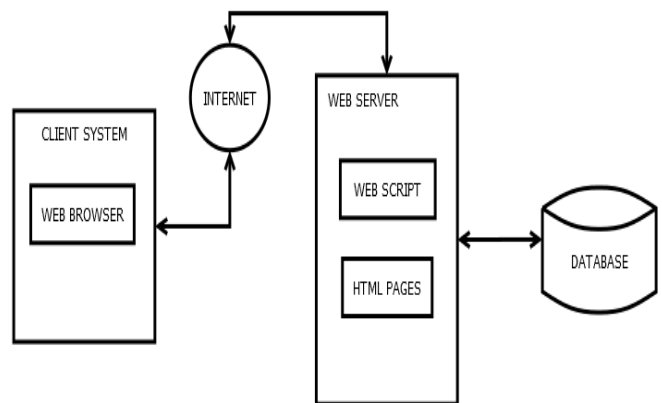 CLIENT SYSTEM
WEB BROWSER
INTERNET
WEB SERVER
WEB SCRIPT
HTML PAGES
DATABASE